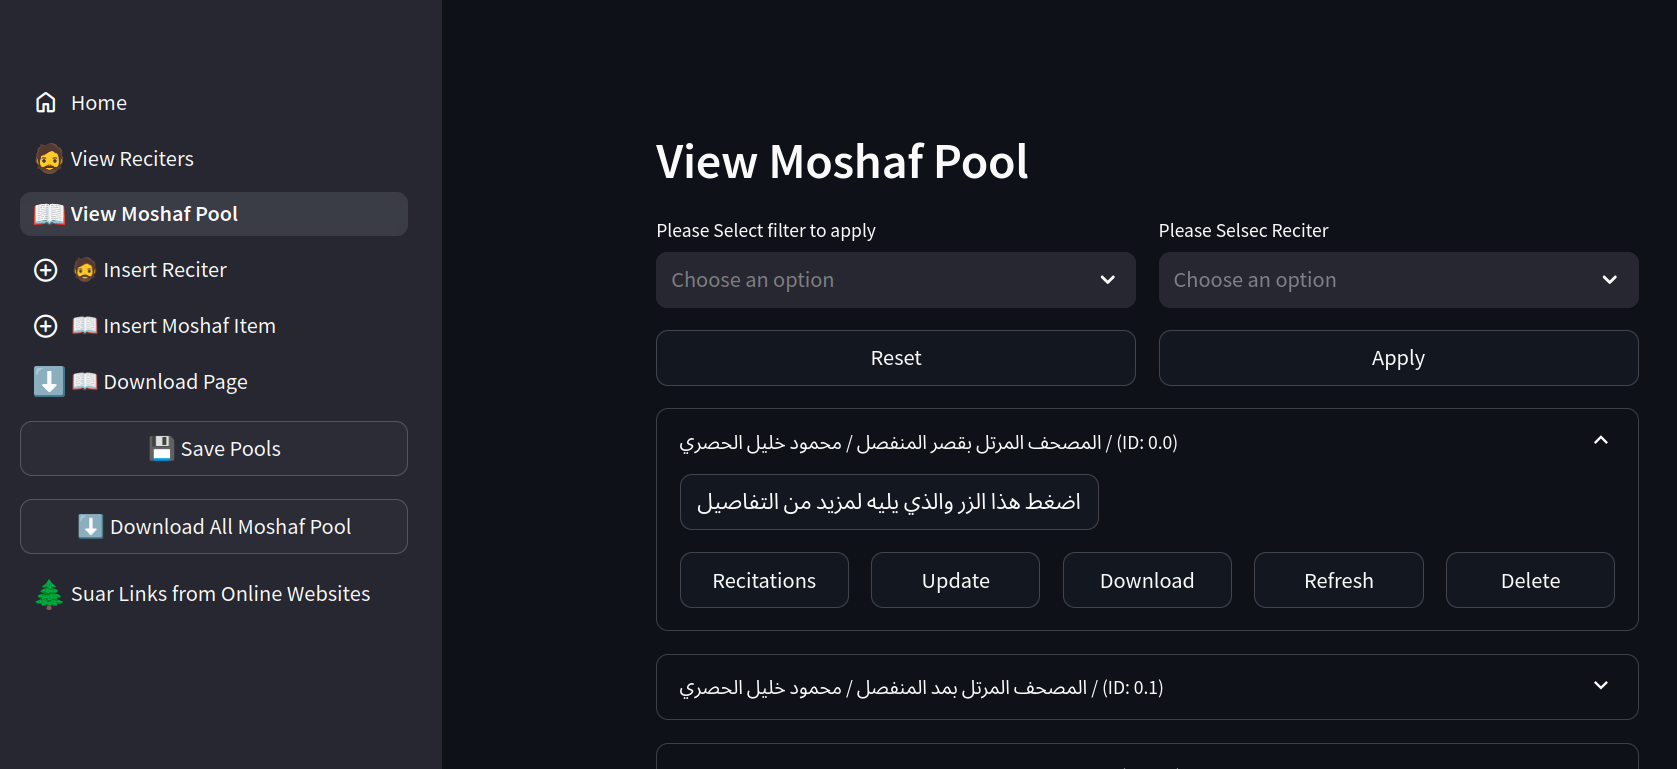 Home
View Reciters
View Moshaf Pool
Insert Reciter
Insert Moshaf Item
Download Page
Save Pools
Download All Moshaf Pool
Suar Links from Online Websites
View Moshaf Pool
Please Select filter to apply
Choose an option
Please Selsec Reciter
Choose an option
Reset
Apply
المصحف المرتل بقصر المنفصل / محمود خليل الحصري / (ID: 0.0)
اضغط هذا الزر والذي يليه لمزيد من التفاصيل
Recitations
Update
Download
Refresh
Delete
المصحف المرتل بمد المنفصل / محمود خليل الحصري / (ID: 0.1)